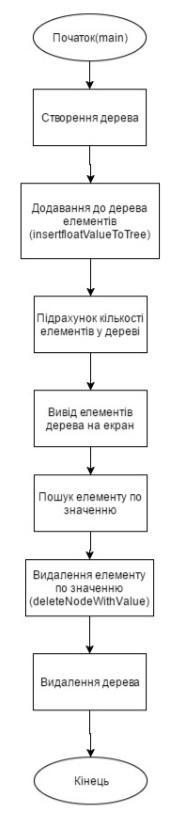 Початок(main)
Створення дерева
Додавання до дерева
елементів
(insertfloatValueToTree)
Підрахунок кількості
елементів у дереві
Вивід елементів
дерева на екран
Пошук елементу по
значенню
Видалення елементу
по значенню
(deleteNodeWithValue)
Видалення дерева
Кінець